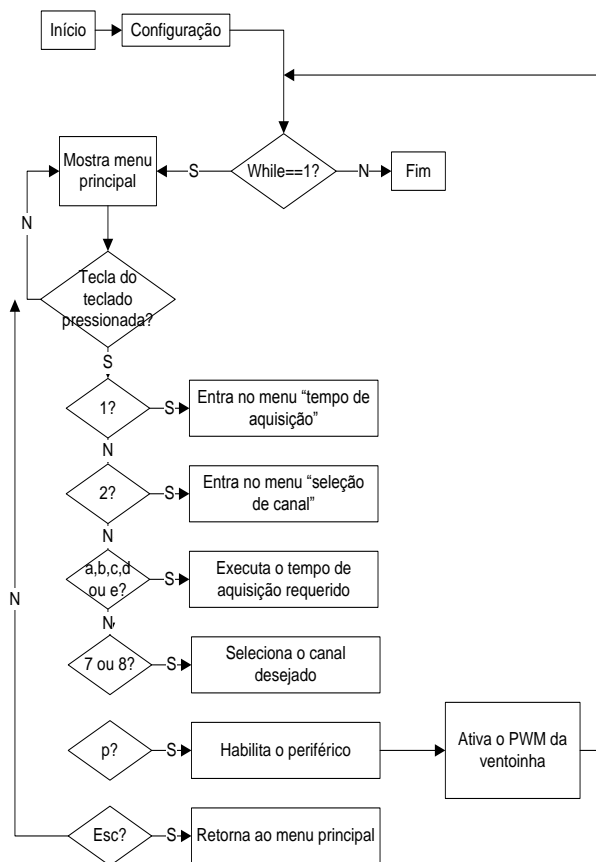 Início
Configuração
Mostra menu
principal
S
While==1?
N
Fim
N
Tecla do
teclado
pressionada?
S
1?
S
Entra no menu “tempo de
aquisição”
N
2?
S
Entra no menu “seleção
de canal”
N
a,b,c,d
ou e?
S
Executa o tempo de
aquisição requerido
N
N
7 ou 8?
S
Seleciona o canal
desejado
p?
S
Habilita o periférico
Ativa o PWM da
ventoinha
Esc?
S
Retorna ao menu principal